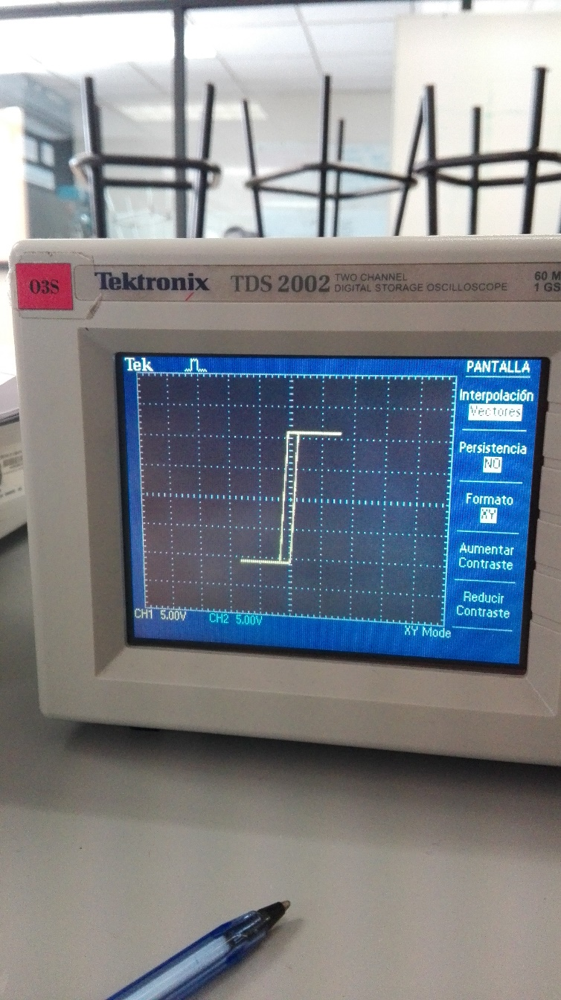 03S
Tektronix TDS 2002 TWO CHANNEL
DIGITAL STORAGE OSCILLOSCOPE
60 M
1 GS
Tek
PANTALLA
Interpolación
Vectores
Persistencia
NO
Formato
XY
Aumentar
Contraste
Reducir
Contraste
CH1 5.00V CH2 5.00V
XY Mode